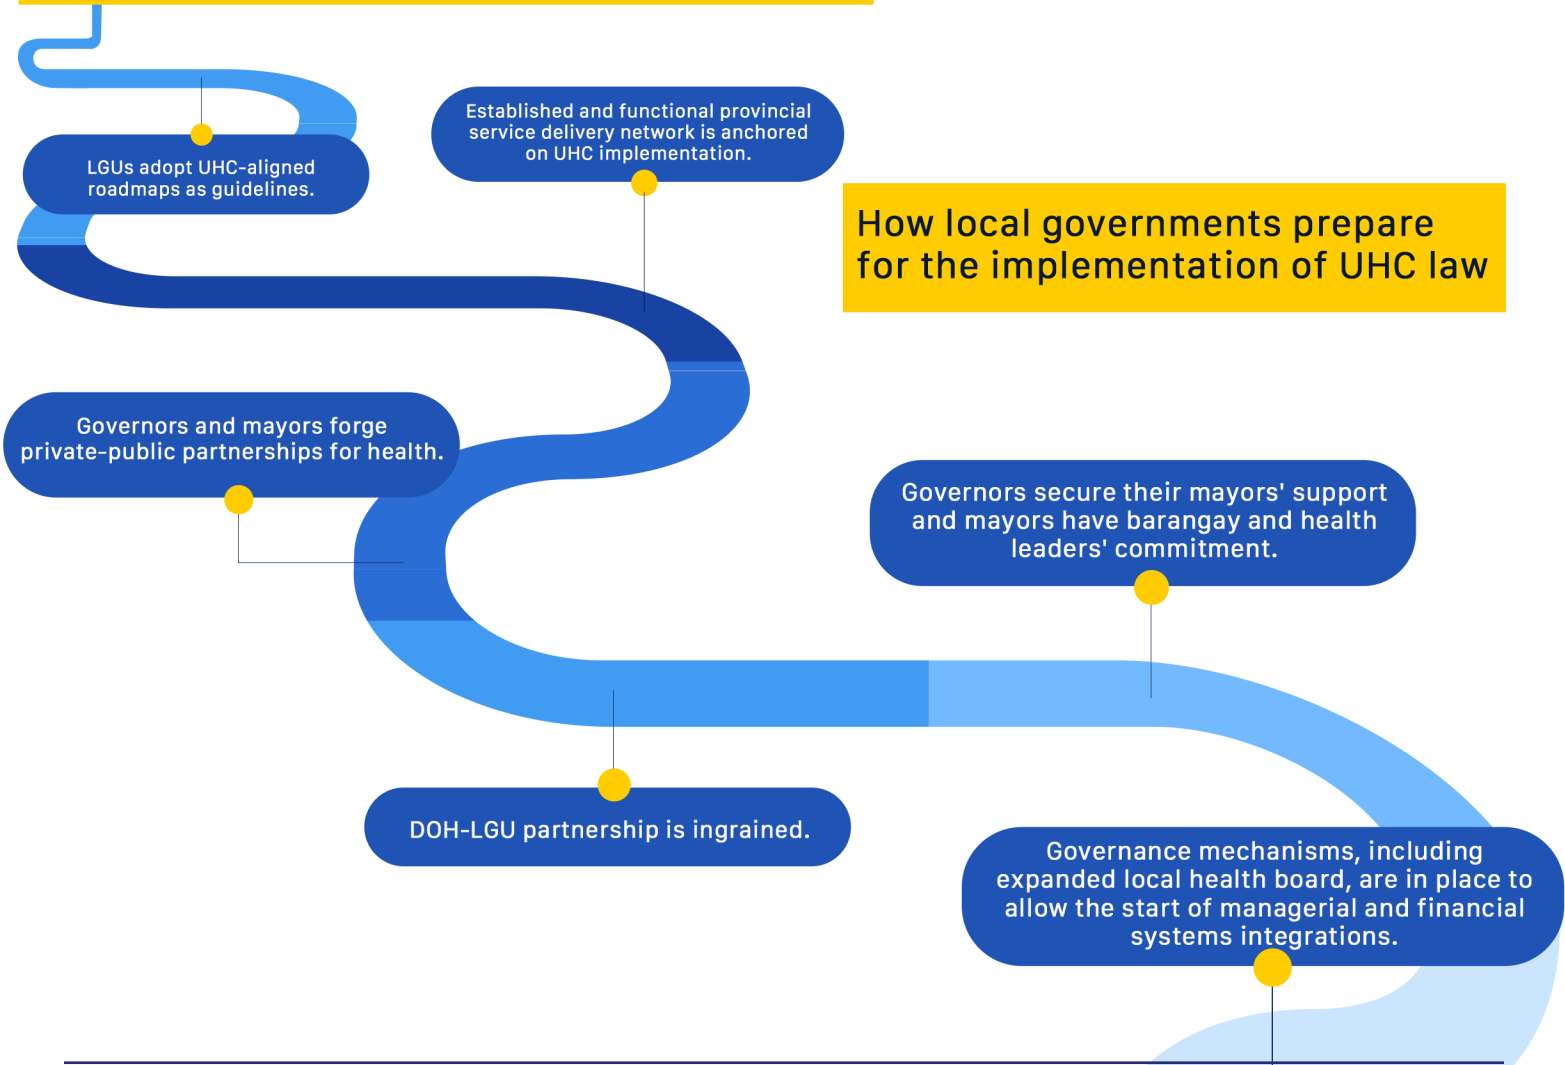 Established and functional provincial
service delivery network is anchored
on UHC implementation.
LGUs adopt UHC-aligned
roadmaps as guidelines.
How local governments prepare
for the implementation of UHC law
Governors and mayors forge
private-public partnerships for health.
Governors secure their mayors' support
and mayors have barangay and health
leaders' commitment.
DOH-LGU partnership is ingrained.
Governance mechanisms, including
expanded local health board, are in place to
allow the start of managerial and financial
systems integrations.